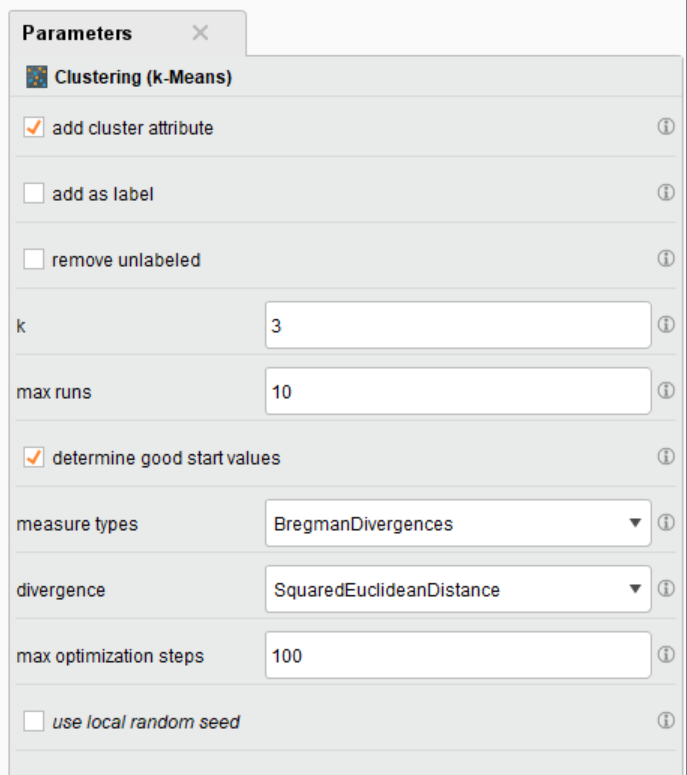 Parameters
Clustering (k-Means)
add cluster attribute
add as label
remove unlabeled
k 3
max runs 10
determine good start values
measure types BregmanDivergences
divergence SquaredEuclideanDistance
max optimization steps 100
use local random seed